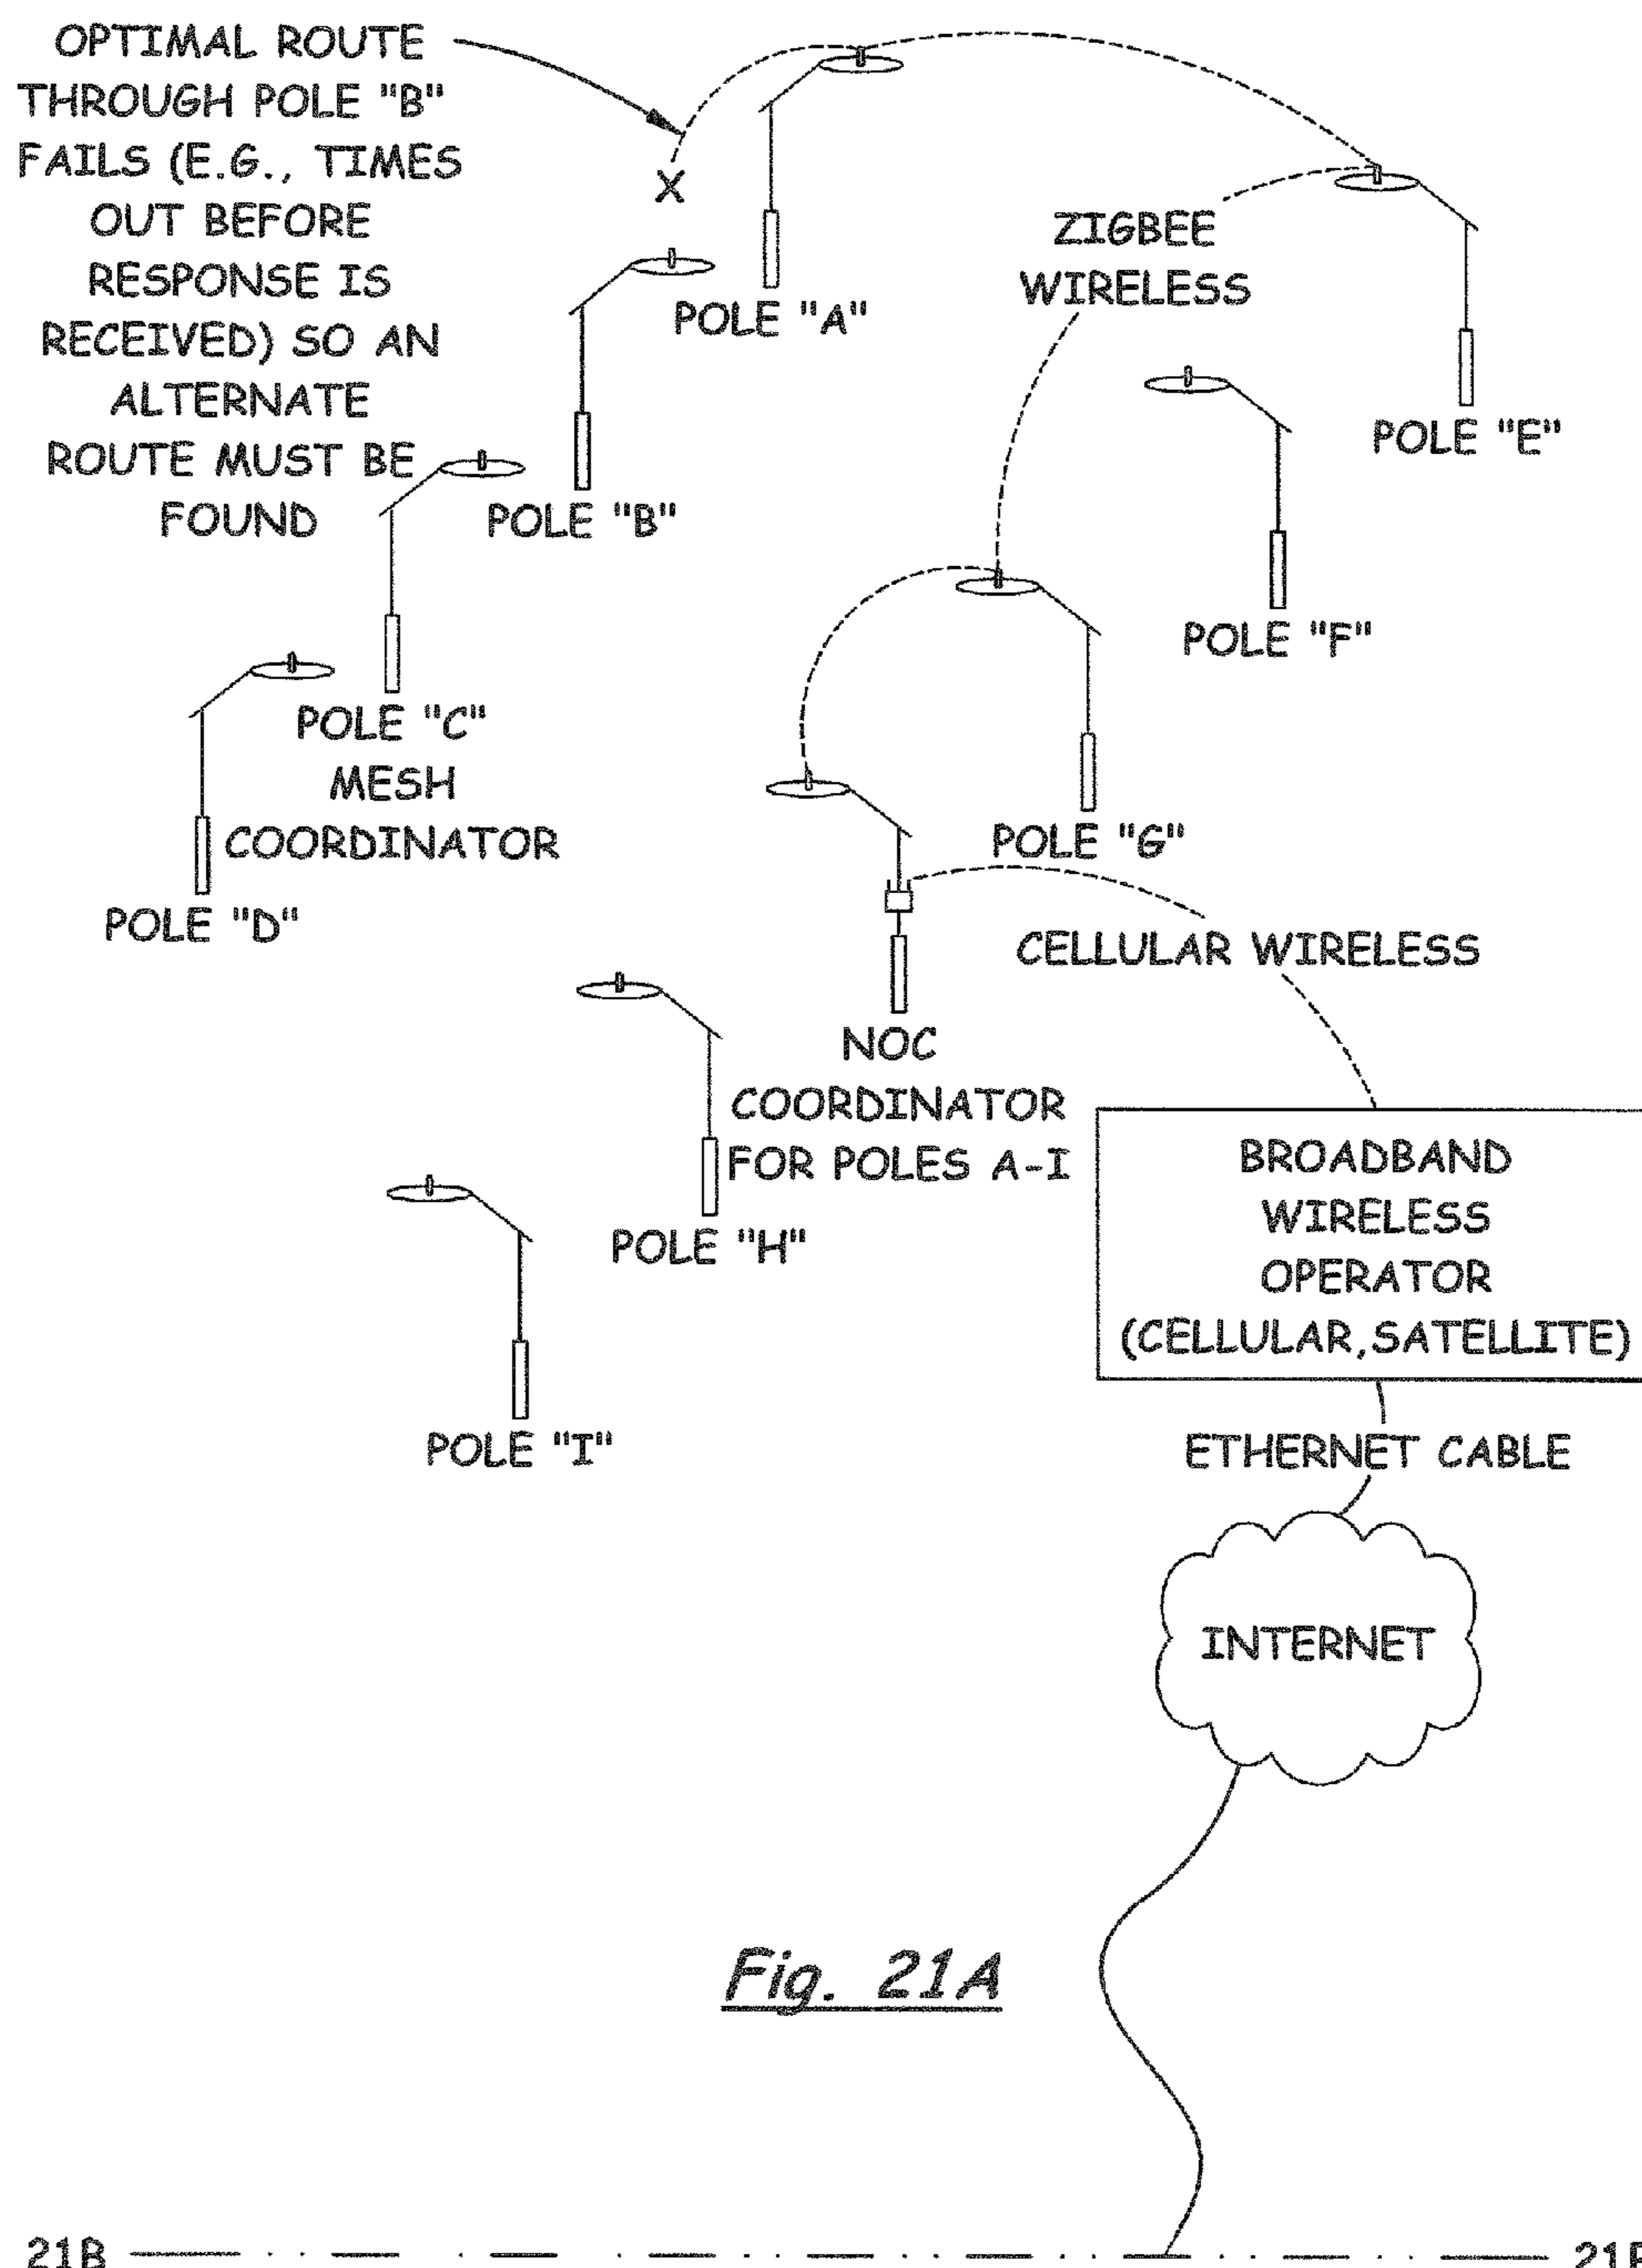 OPTIMAL ROUTE
THROUGH POLE "B"
FAILS (E.G., TIMES
OUT BEFORE
RESPONSE IS
RECEIVED) SO AN
ALTERNATE
ROUTE MUST BE
FOUND
POLE "A"
ZIGBEE
WIRELESS
POLE "E"
POLE "B"
POLE "F"
POLE "C"
MESH
COORDINATOR
POLE "G"
POLE "D"
CELLULAR WIRELESS
NOC
COORDINATOR
FOR POLES A-I
POLE "H"
BROADBAND
WIRELESS
OPERATOR
(CELLULAR,SATELLITE)
POLE "I"
ETHERNET CABLE
INTERNET
Fig. 21A
21B
21B